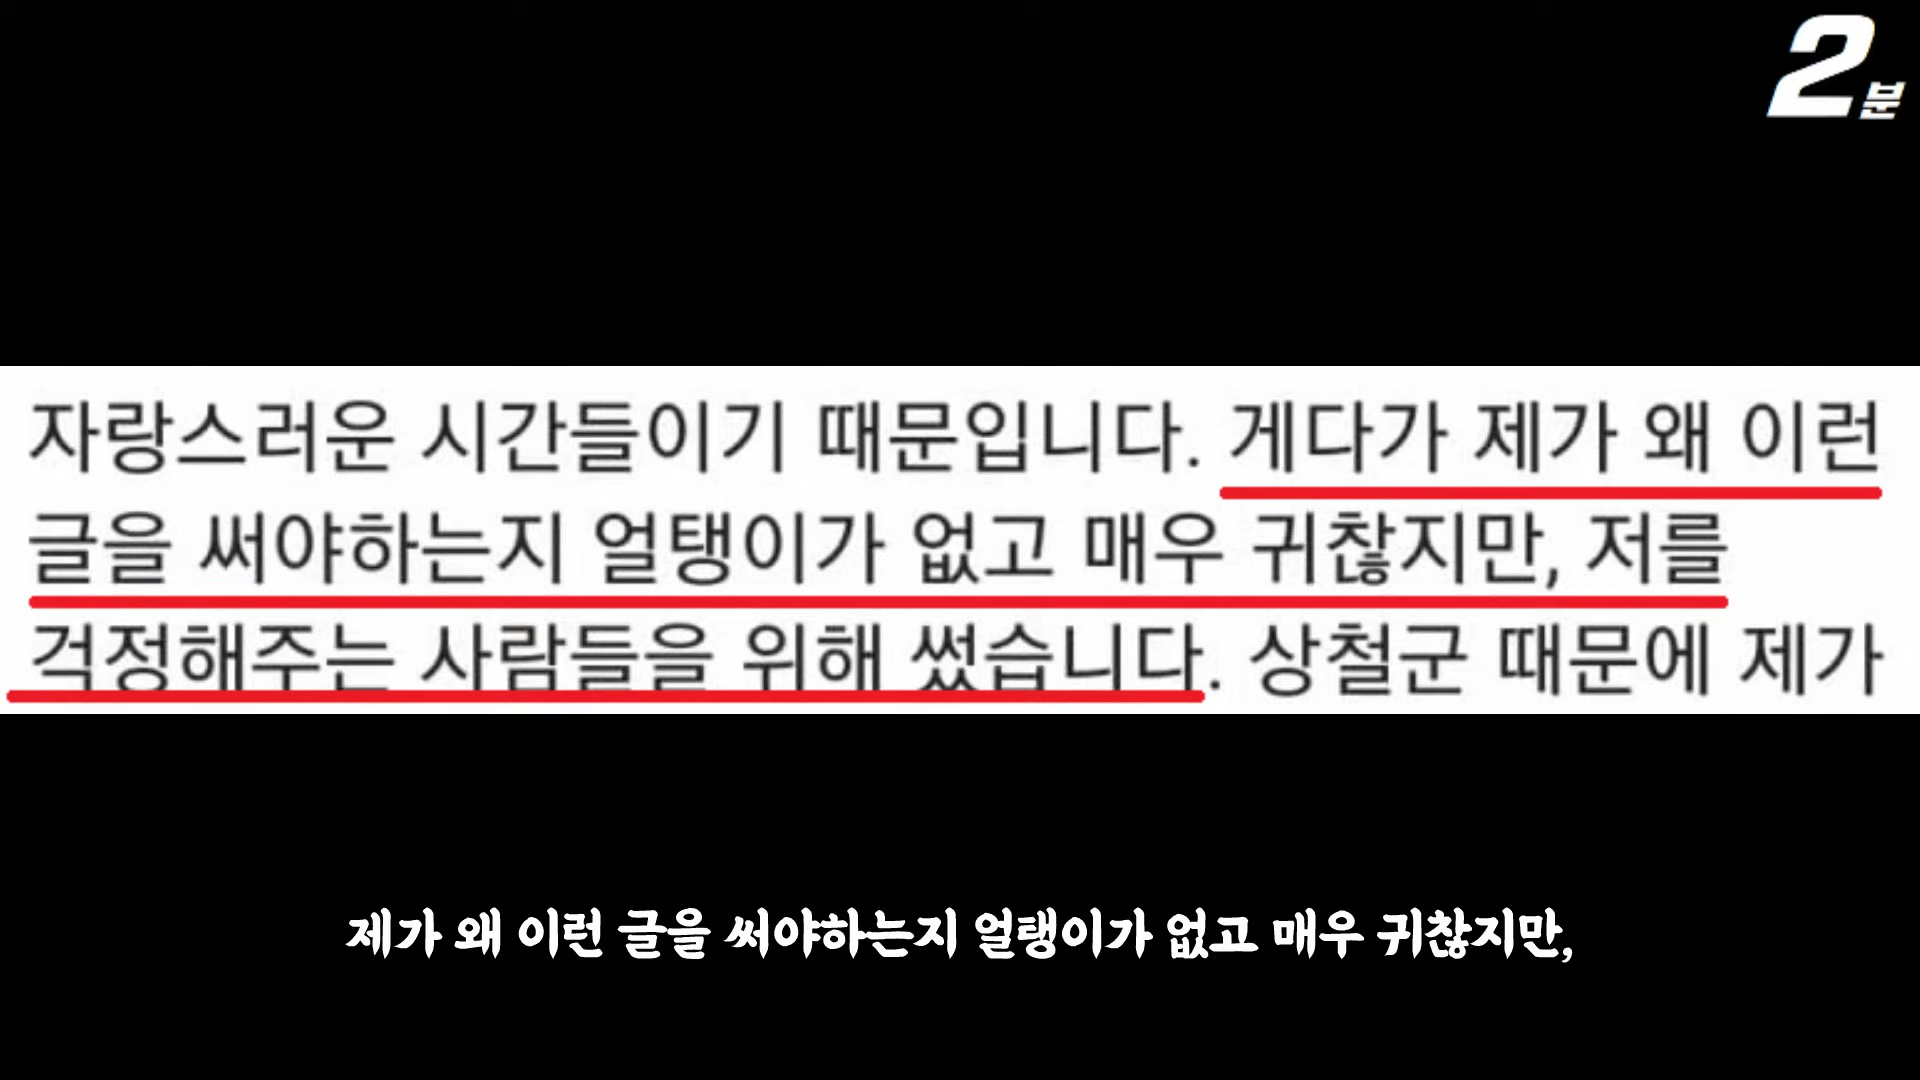 2분
자랑스러운 시간들이기 때문입니다. 게다가 제가 왜 이런
글을 써야하는지 얼탱이가 없고 매우 귀찮지만, 저를
걱정해주는 사람들을 위해 썼습니다. 상철군 때문에 제가
제가 왜 이런 글을 써야하는지 얼탱이가 없고 매우 귀찮지만,